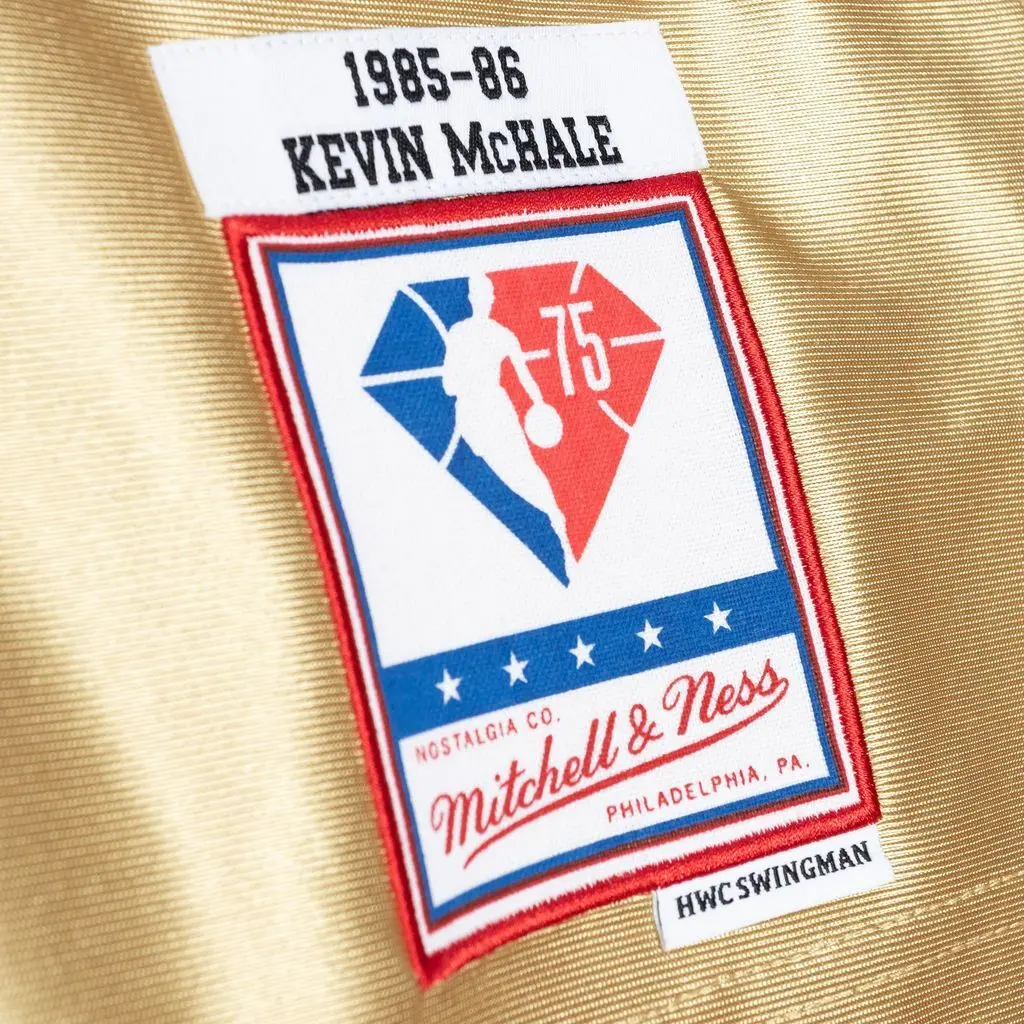 1985-86
KEVIN McHALE
75
NOSTALGIA CO.
Mitchell & Ness
PHILADELPHIA, PA.
HWC SWINGMAN